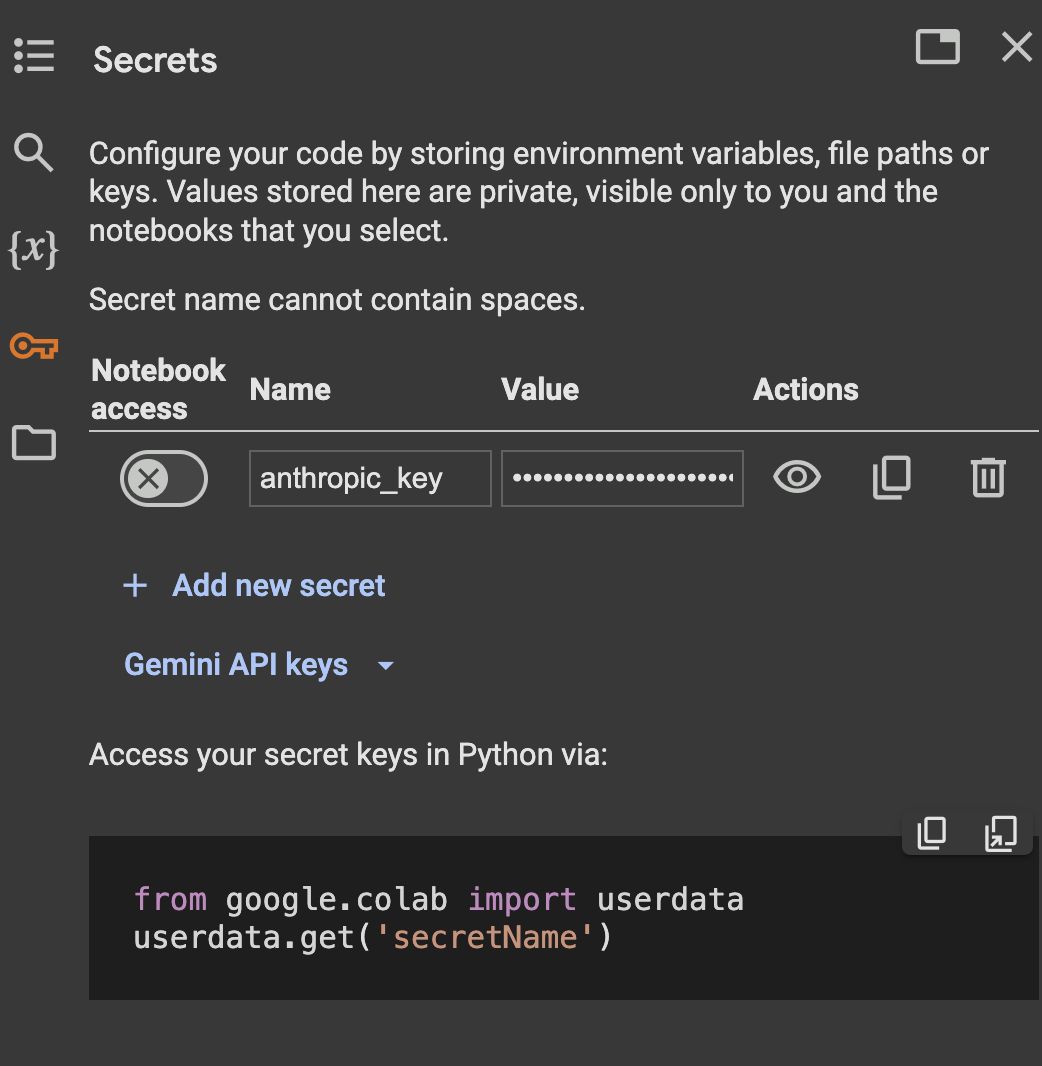 Secrets
Configure your code by storing environment variables, file paths or
keys. Values stored here are private, visible only to you and the
notebooks that you select.
{x}
Secret name cannot contain spaces.
Notebook access Name Value Actions
anthropic_key ••••••••••••••••••••
+ Add new secret
Gemini API keys
Access your secret keys in Python via:
from google.colab import userdata
userdata.get('secretName')